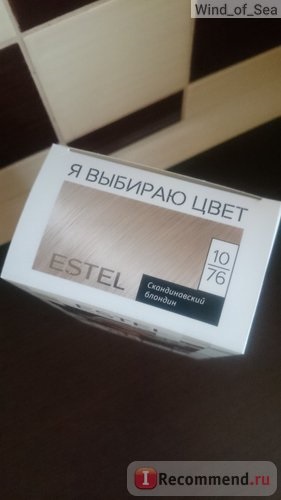 Wind_of_Sea
Я ВЫБИРАЮ ЦВЕТ
10
76
ESTEL
Скандинавский
блондин
I Recommend.ru